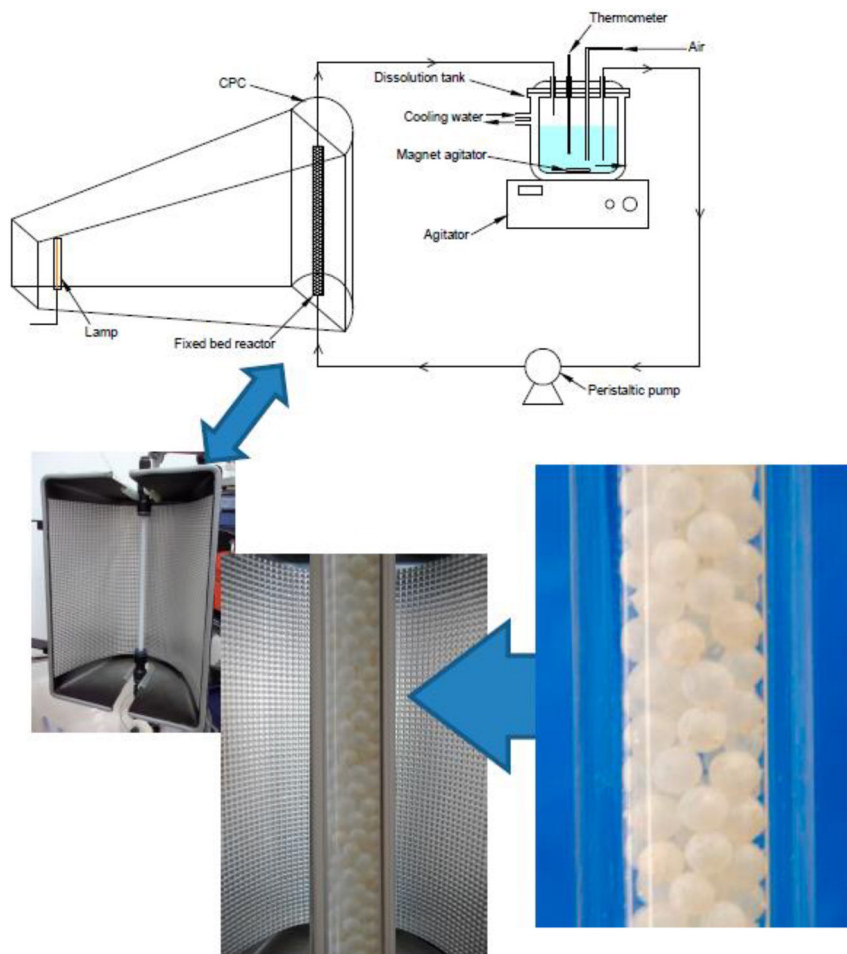 Thermometer
Air
CPC
Dissolution tank
Cooling water
Magnet agitator
Agitator
Lamp
Fixed bed reactor
Peristaltic pump